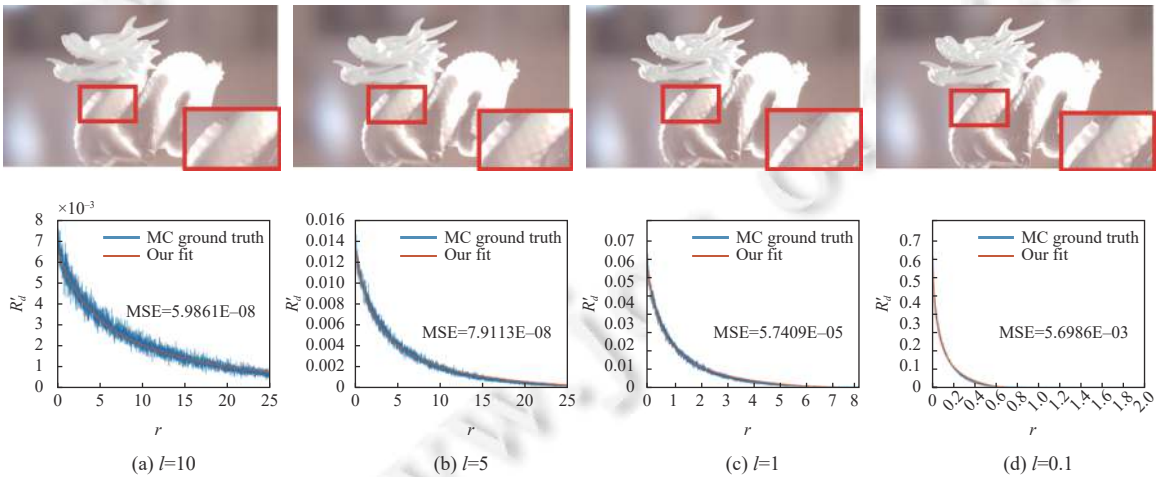 ×10⁻³
8
7
6
5
4
3
2
1
0
R′d
MC ground truth
Our fit
MSE=5.9861E–08
0 5 10 15 20 25
r
(a) l=10
0.016
0.014
0.012
0.010
0.008
0.006
0.004
0.002
0
R′d
MC ground truth
Our fit
MSE=7.9113E–08
0 5 10 15 20 25
r
(b) l=5
0.07
0.06
0.05
0.04
0.03
0.02
0.01
0
R′d
MC ground truth
Our fit
MSE=5.7409E–05
0 1 2 3 4 5 6 7 8
r
(c) l=1
0.7
0.6
0.5
0.4
0.3
0.2
0.1
0
R′d
MC ground truth
Our fit
MSE=5.6986E–03
0 0.2 0.4 0.6 0.8 1.0 1.2 1.4 1.6 1.8 2.0
r
(d) l=0.1